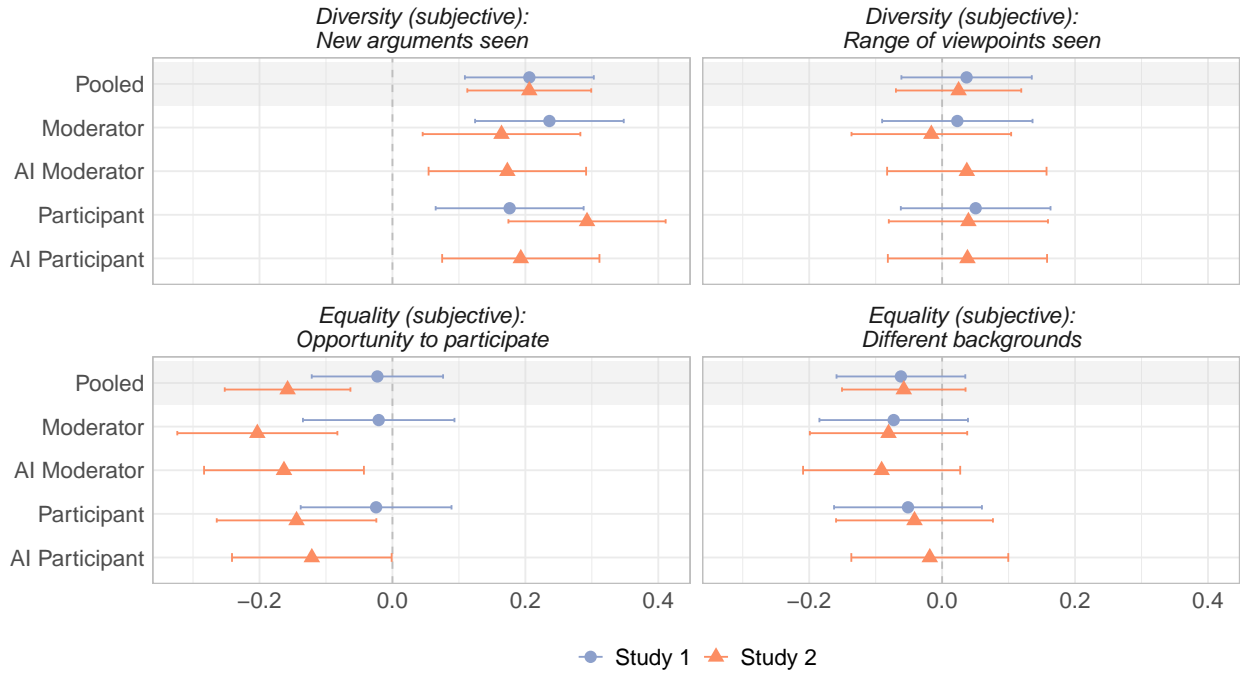 Diversity (subjective):
New arguments seen
Diversity (subjective):
Range of viewpoints seen
Pooled
Moderator
AI Moderator
Participant
AI Participant
Equality (subjective):
Opportunity to participate
Equality (subjective):
Different backgrounds
Pooled
Moderator
AI Moderator
Participant
AI Participant
−0.2 0.0 0.2 0.4
−0.2 0.0 0.2 0.4
Study 1 Study 2